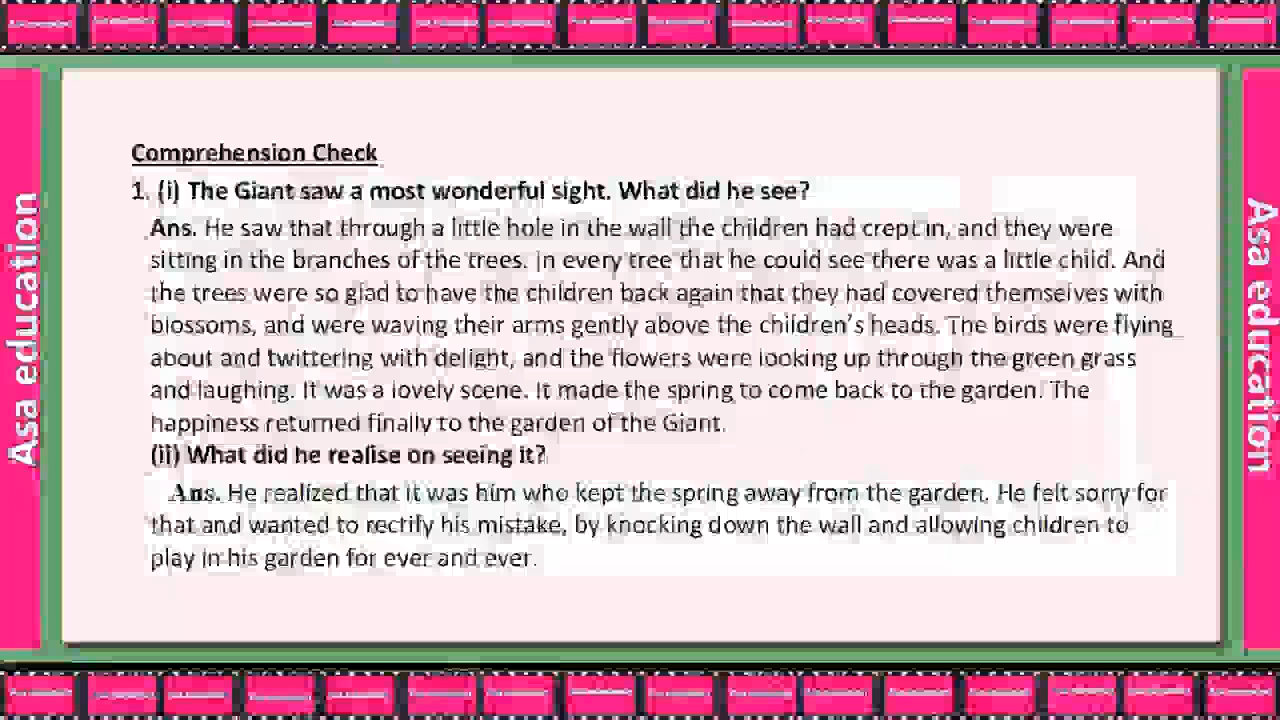 Comprehension Check
1. (i) The Giant saw a most wonderful sight. What did he see?
Ans. He saw that through a little hole in the wall the children had crept in, and they were
sitting in the branches of the trees. In every tree that he could see there was a little child. And
the trees were so glad to have the children back again that they had covered themselves with
blossoms, and were waving their arms gently above the children's heads. The birds were flying
about and twittering with delight, and the flowers were looking up through the green grass
and laughing. It was a lovely scene. It made the spring to come back to the garden. The
happiness returned finally to the garden of the Giant.
(ii) What did he realise on seeing it?
Ans. He realized that it was him who kept the spring away from the garden. He felt sorry for
that and wanted to rectify his mistake, by knocking down the wall and allowing children to
play in his garden for ever and ever.
Asa education
Asa education